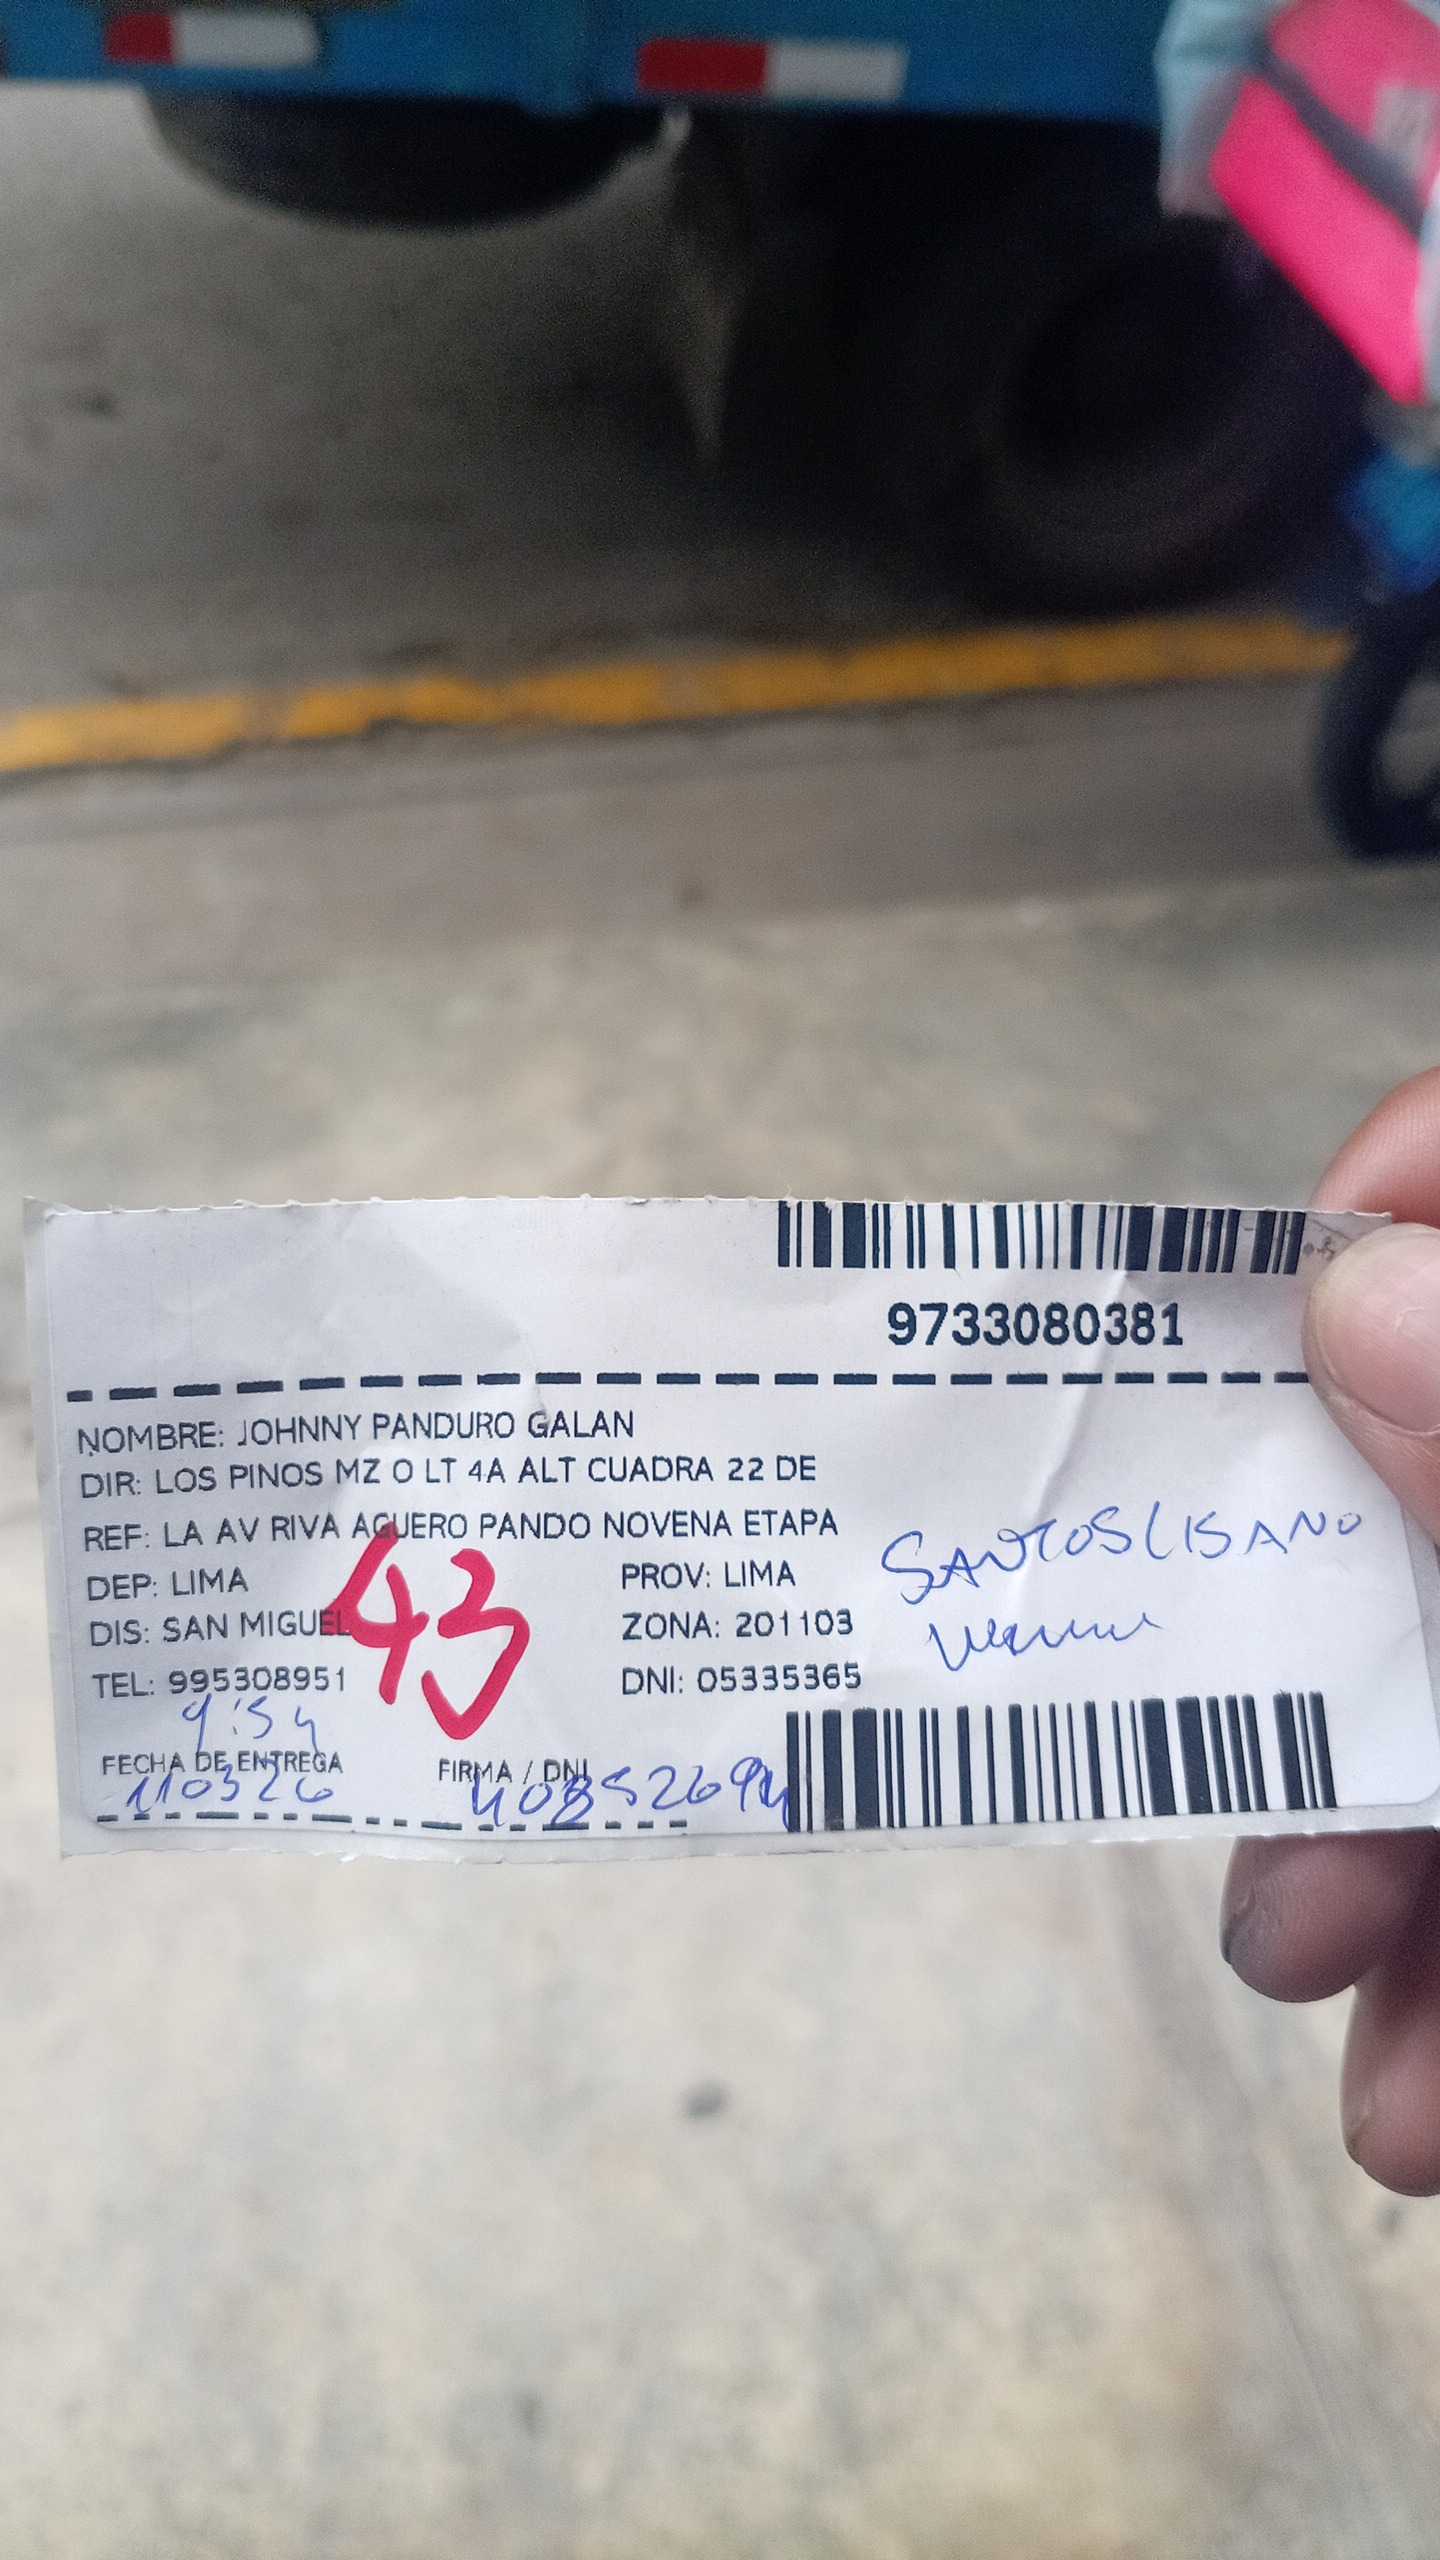 9733080381
NOMBRE: JOHNNY PANDURO GALAN
DIR: LOS PINOS MZ O LT 4A ALT CUADRA 22 DE
REF: LA AV RIVA AGUERO PANDO NOVENA ETAPA
DEP: LIMA PROV: LIMA
DIS: SAN MIGUEL ZONA: 201103
TEL: 995308951 DNI: 05335365
43
SANTOS LISANO
9:54
FECHA DE ENTREGA FIRMA / DNI
110326